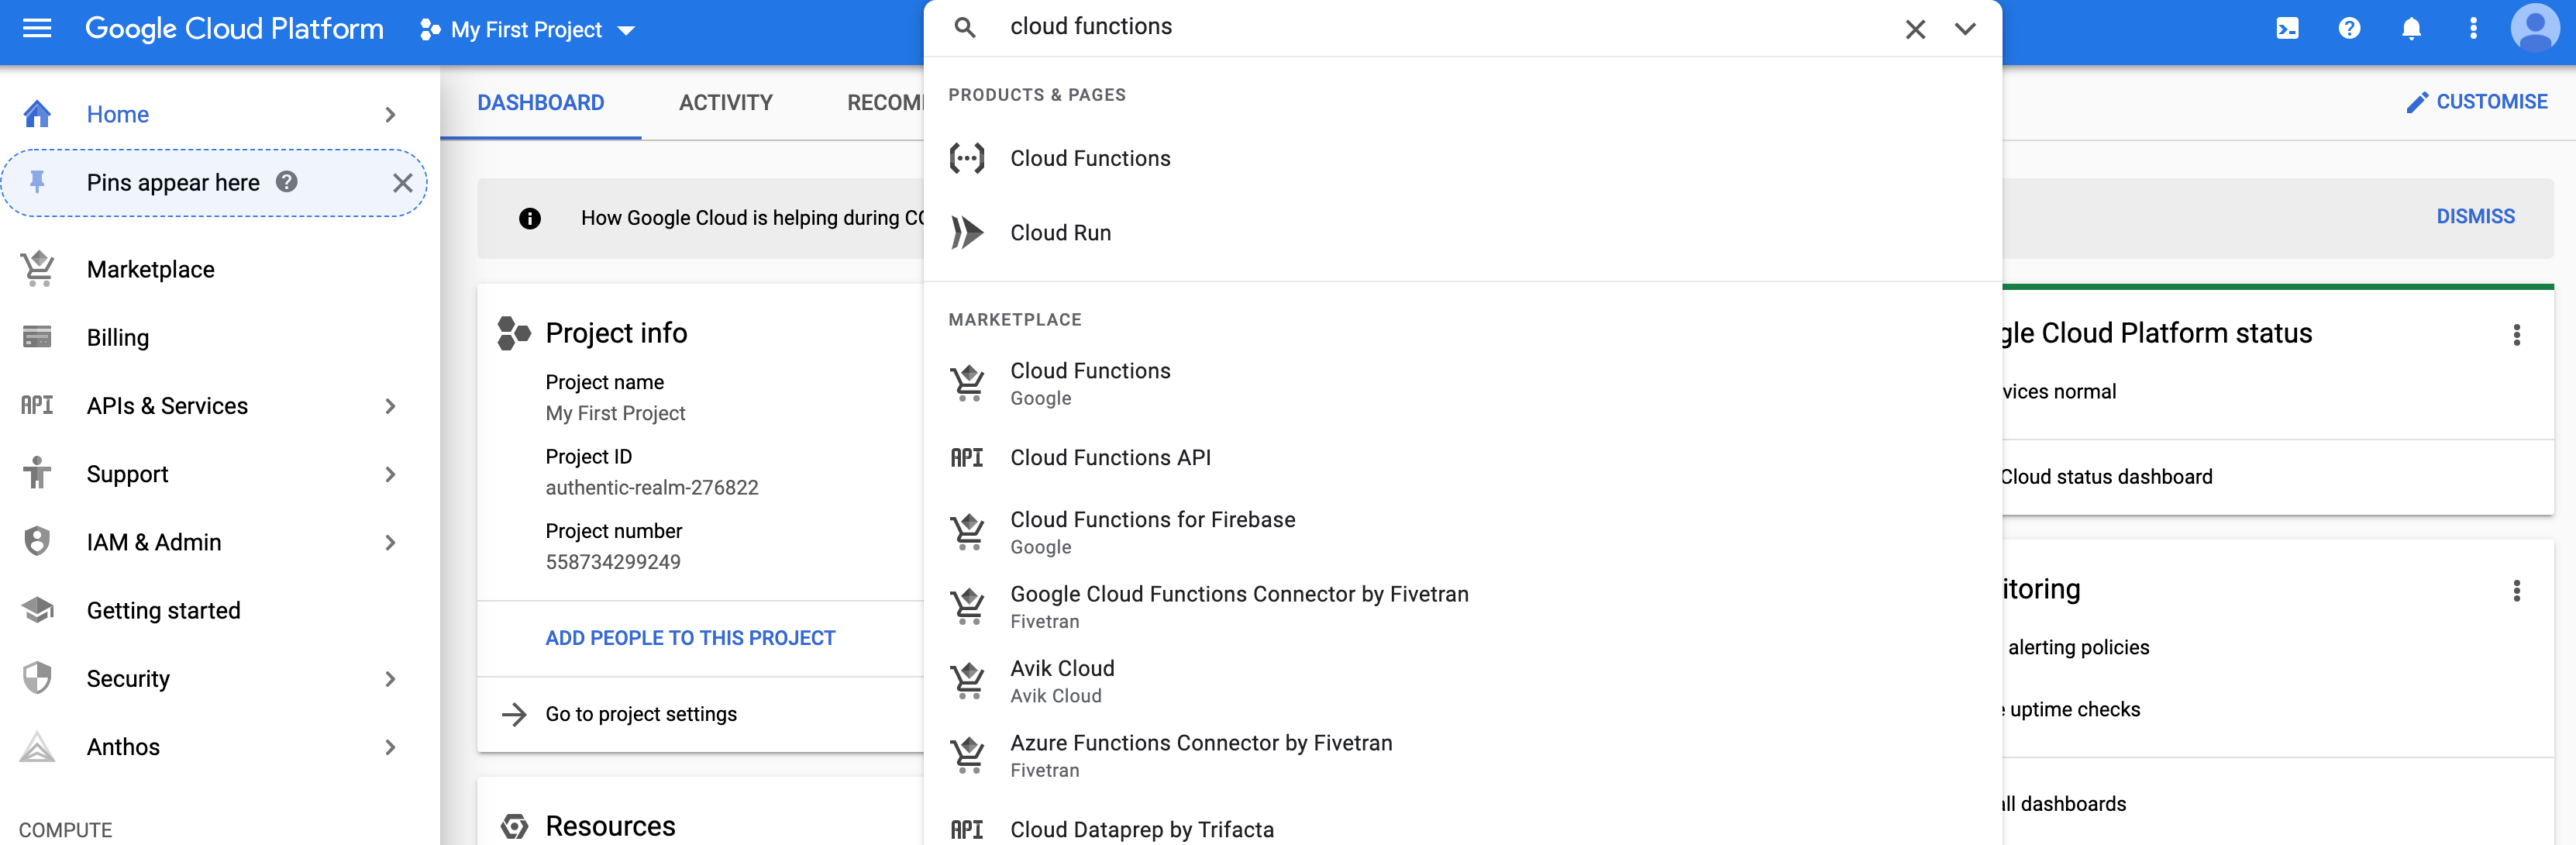 Google Cloud Platform
My First Project
cloud functions
Home
Pins appear here
Marketplace
Billing
API
APIs & Services
Support
IAM & Admin
Getting started
Security
Anthos
COMPUTE
DASHBOARD
ACTIVITY
RECOM
CUSTOMISE
How Google Cloud is helping during CO
DISMISS
Project info
Project name
My First Project
Project ID
authentic-realm-276822
Project number
558734299249
ADD PEOPLE TO THIS PROJECT
Go to project settings
Resources
PRODUCTS & PAGES
Cloud Functions
Cloud Run
MARKETPLACE
Cloud Functions
Google
API
Cloud Functions API
Cloud Functions for Firebase
Google
Google Cloud Functions Connector by Fivetran
Fivetran
Avik Cloud
Avik Cloud
Azure Functions Connector by Fivetran
Fivetran
API
Cloud Dataprep by Trifacta
gle Cloud Platform status
vices normal
Cloud status dashboard
itoring
alerting policies
e uptime checks
all dashboards